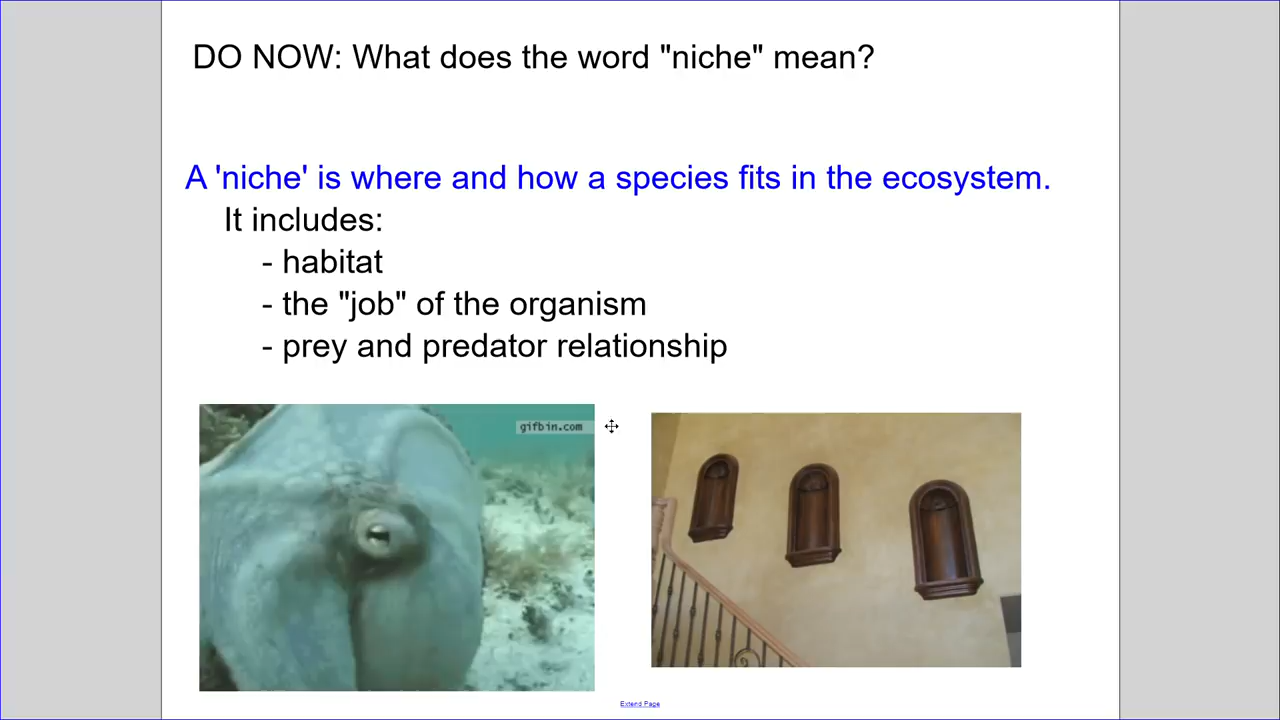 DO NOW: What does the word "niche" mean?
A 'niche' is where and how a species fits in the ecosystem.
It includes:
- habitat
- the "job" of the organism
- prey and predator relationship
gifbin.com
Extend Page